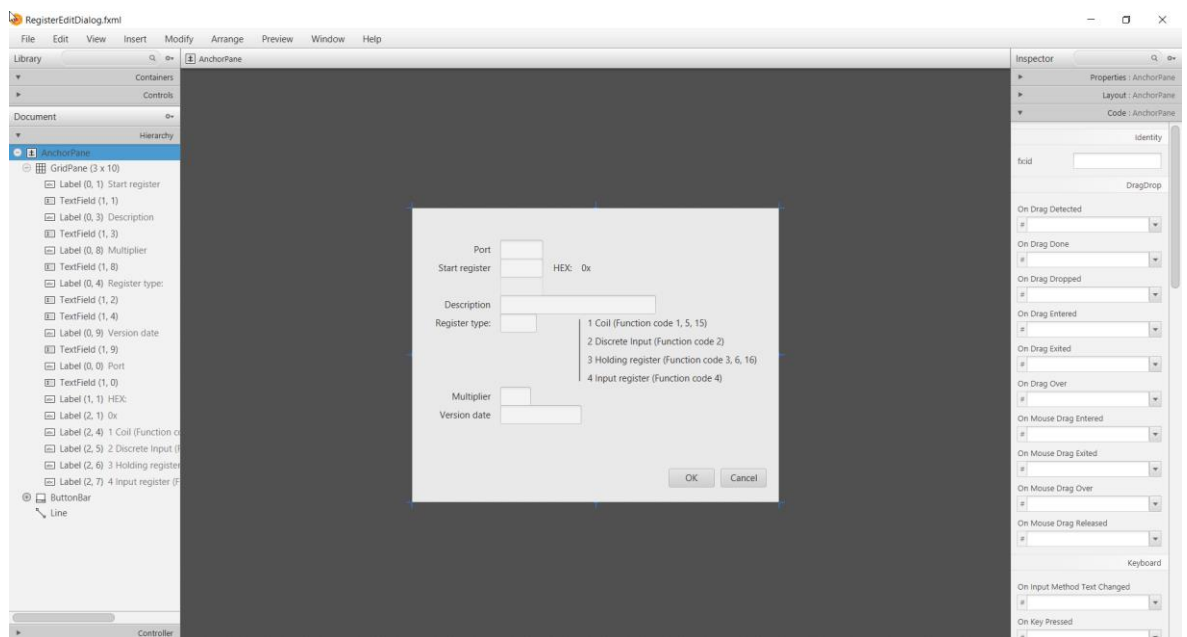 RegisterEditDialog.fxml
File Edit View Insert Modify Arrange Preview Window Help
Library
Containers
Controls
Document
Hierarchy
AnchorPane
GridPane (3 x 10)
Label (0, 1) Start register
TextField (1, 1)
Label (0, 3) Description
TextField (1, 3)
Label (0, 8) Multiplier
TextField (1, 8)
Label (0, 4) Register type:
TextField (1, 2)
TextField (1, 4)
Label (0, 9) Version date
TextField (1, 9)
Label (0, 0) Port
TextField (1, 0)
Label (1, 1) HEX:
Label (2, 1) 0x
Label (2, 4) 1 Coil (Function co
Label (2, 5) 2 Discrete Input (F
Label (2, 6) 3 Holding register
Label (2, 7) 4 Input register (F
ButtonBar
Line
Controller
AnchorPane
Port
Start register HEX: 0x
Description
Register type: 1 Coil (Function code 1, 5, 15)
2 Discrete Input (Function code 2)
3 Holding register (Function code 3, 6, 16)
4 Input register (Function code 4)
Multiplier
Version date
OK Cancel
Inspector
Properties : AnchorPane
Layout : AnchorPane
Code : AnchorPane
Identity
fx:id
DragDrop
On Drag Detected
#
On Drag Done
#
On Drag Dropped
#
On Drag Entered
#
On Drag Exited
#
On Drag Over
#
On Mouse Drag Entered
#
On Mouse Drag Exited
#
On Mouse Drag Over
#
On Mouse Drag Released
#
Keyboard
On Input Method Text Changed
#
On Key Pressed
#